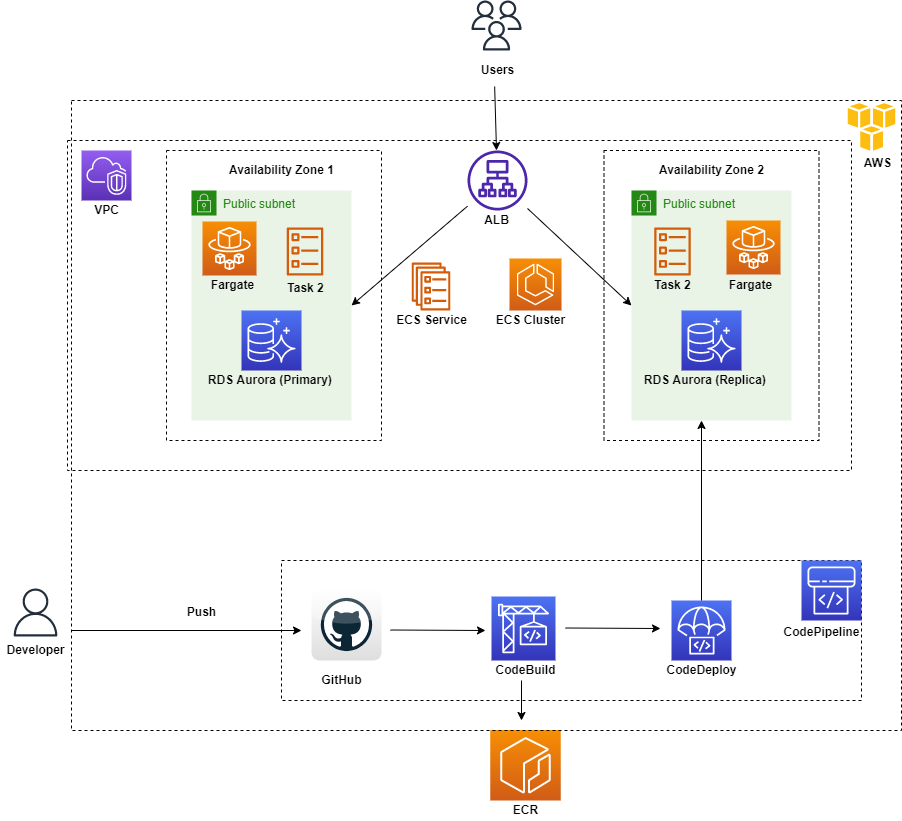 Users
AWS
VPC
Availability Zone 1
Public subnet
Fargate
Task 2
RDS Aurora (Primary)
ALB
ECS Service
ECS Cluster
Availability Zone 2
Public subnet
Task 2
Fargate
RDS Aurora (Replica)
Developer
Push
GitHub
CodeBuild
CodeDeploy
CodePipeline
ECR